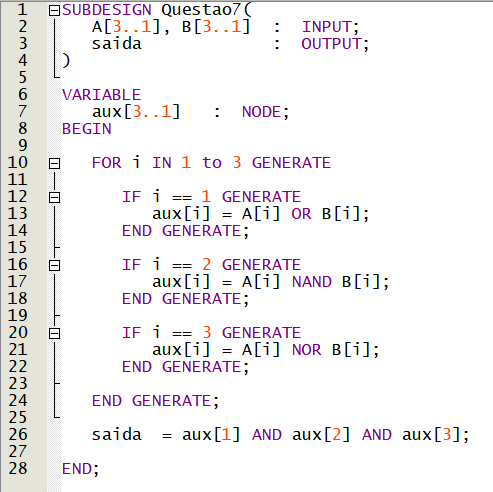 1 SUBDESIGN Questao7(
2 A[3..1], B[3..1] : INPUT;
3 saida : OUTPUT;
4 )
5
6 VARIABLE
7 aux[3..1] : NODE;
8 BEGIN
9
10 FOR i IN 1 to 3 GENERATE
11
12 IF i == 1 GENERATE
13 aux[i] = A[i] OR B[i];
14 END GENERATE;
15
16 IF i == 2 GENERATE
17 aux[i] = A[i] NAND B[i];
18 END GENERATE;
19
20 IF i == 3 GENERATE
21 aux[i] = A[i] NOR B[i];
22 END GENERATE;
23
24 END GENERATE;
25
26 saida = aux[1] AND aux[2] AND aux[3];
27
28 END;